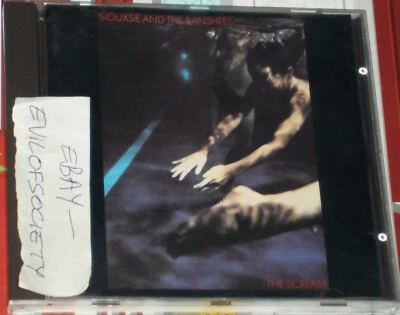 SIOUXSIE AND THE BANSHEES
THE SCREAM
EBAY —
EVILOFSOCIETY